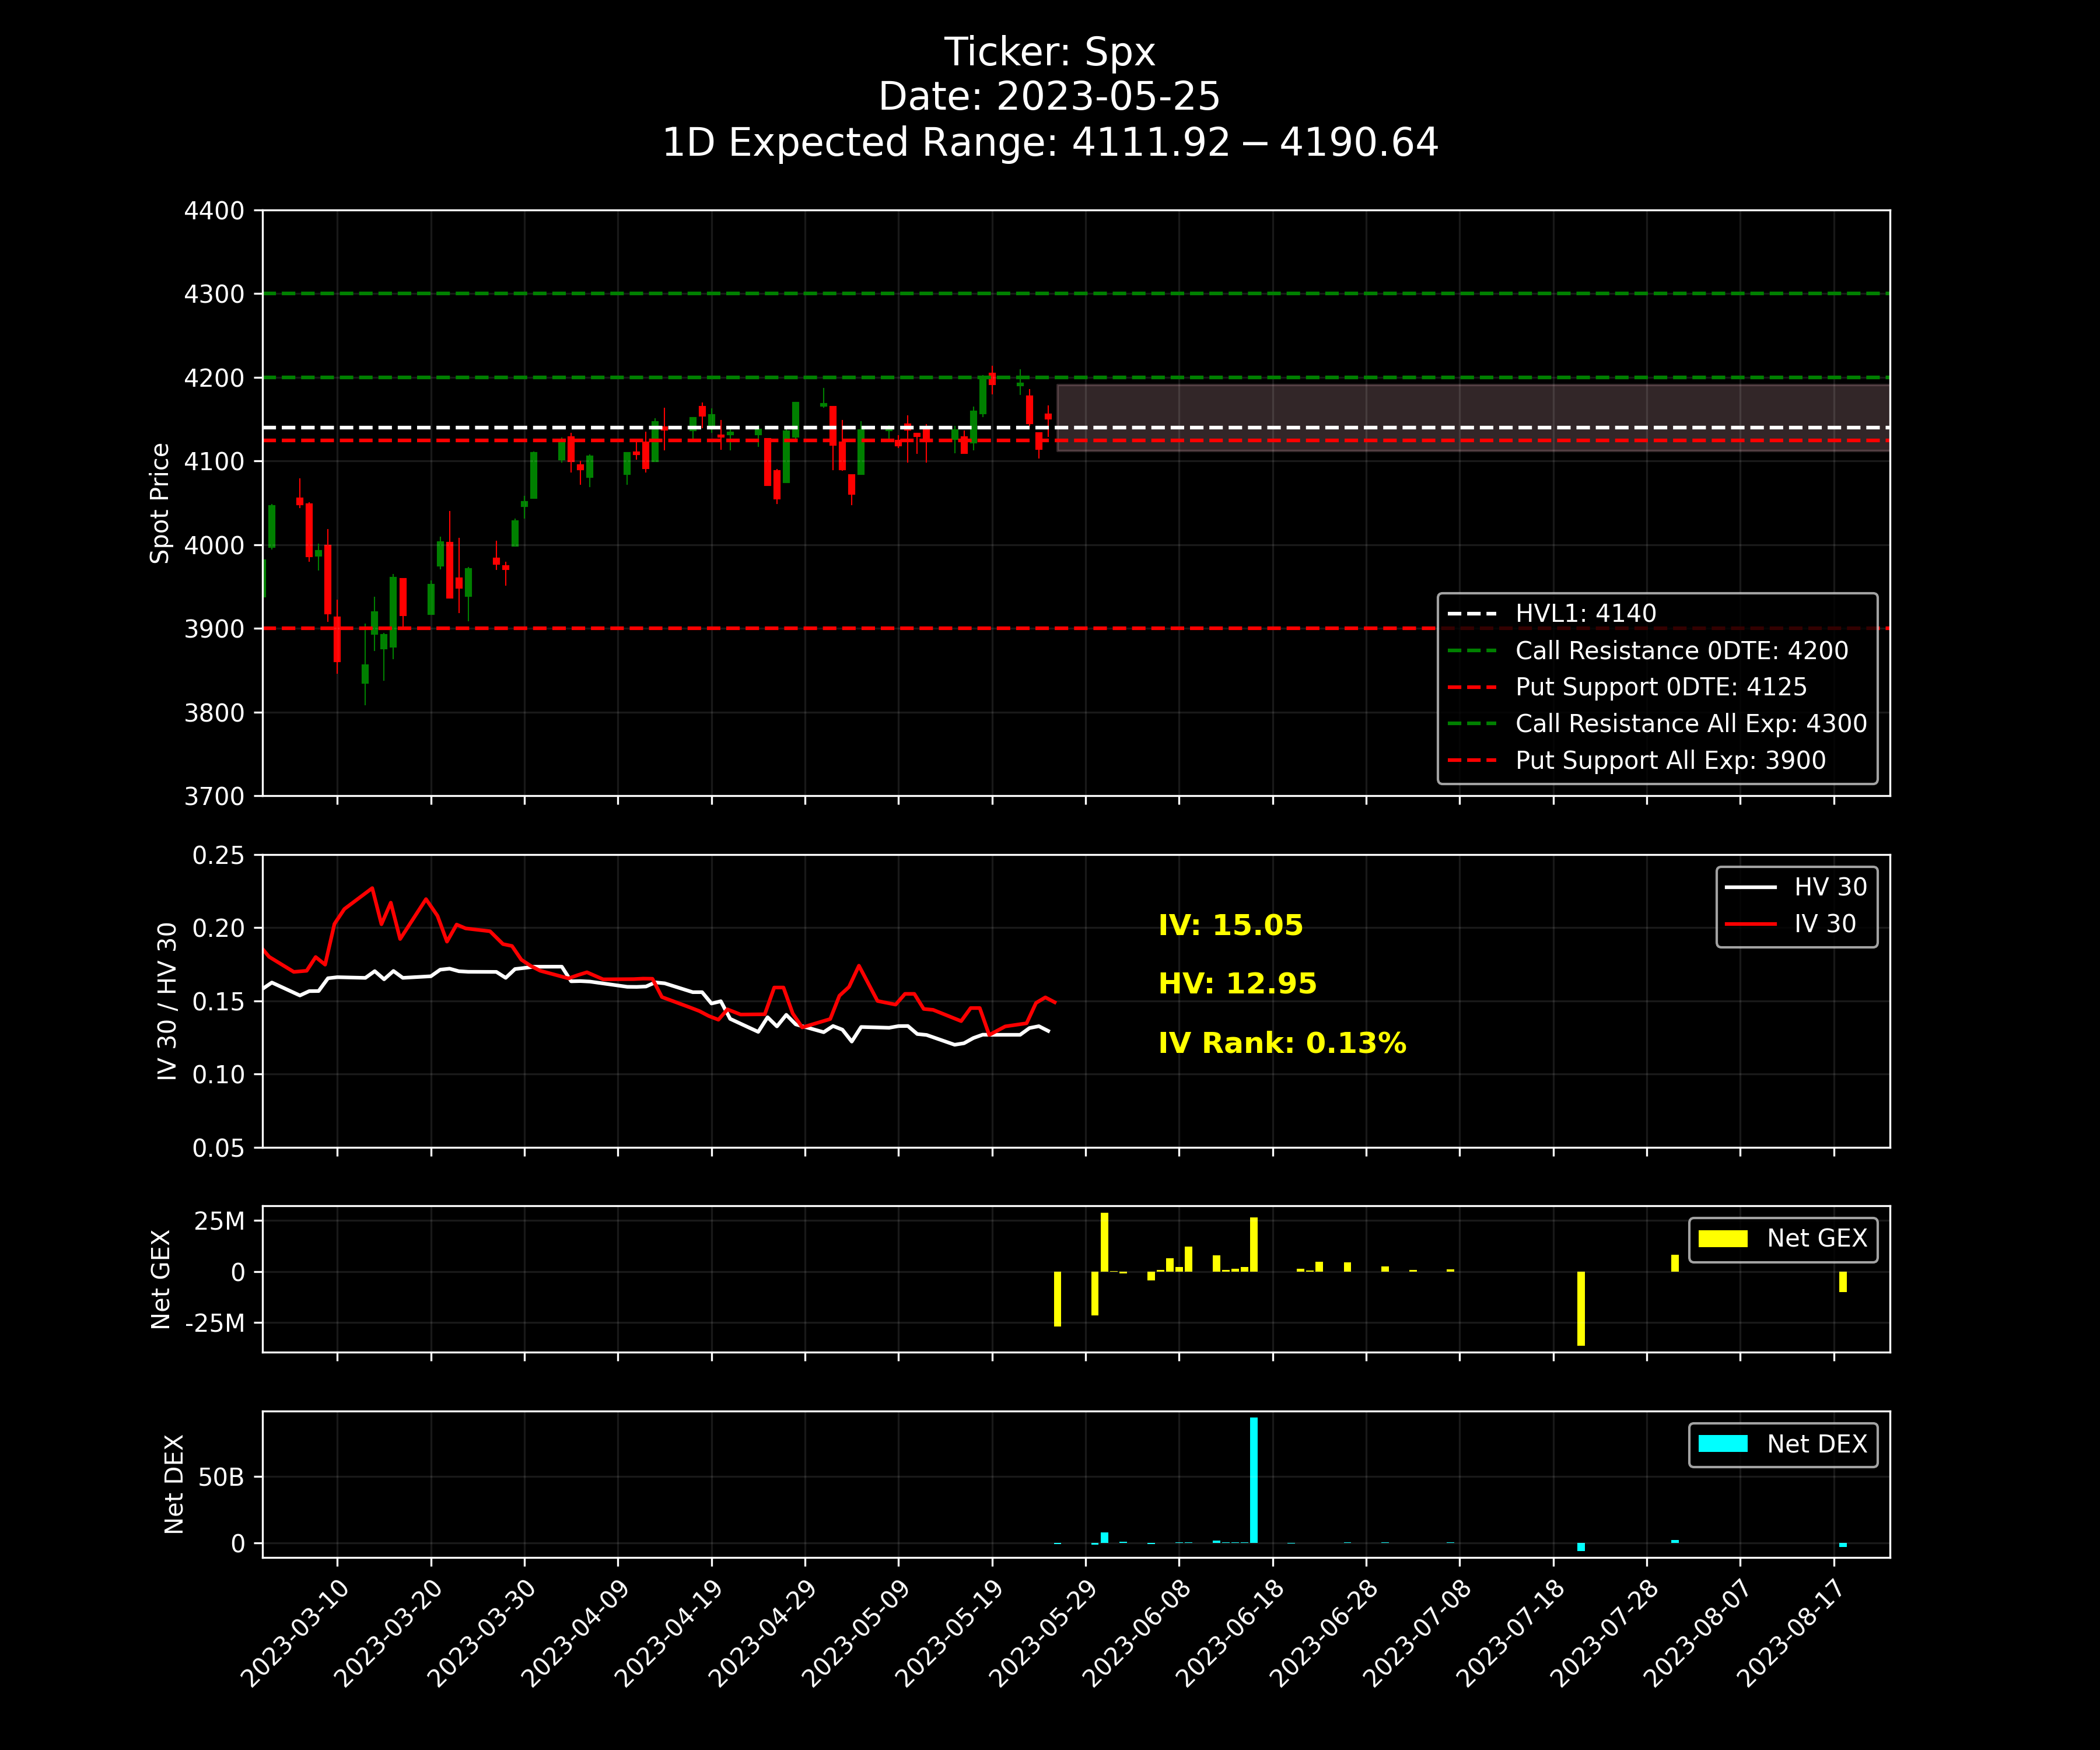 Ticker: Spx
Date: 2023-05-25
1D Expected Range: 4111.92 − 4190.64
4400
4300
4200
4100
4000
3900
3800
3700
Spot Price
HVL1: 4140
Call Resistance 0DTE: 4200
Put Support 0DTE: 4125
Call Resistance All Exp: 4300
Put Support All Exp: 3900
0.25
0.20
0.15
0.10
0.05
IV 30 / HV 30
IV: 15.05
HV: 12.95
IV Rank: 0.13%
HV 30
IV 30
25M
0
-25M
Net GEX
Net GEX
50B
0
Net DEX
Net DEX
2023-03-10
2023-03-20
2023-03-30
2023-04-09
2023-04-19
2023-04-29
2023-05-09
2023-05-19
2023-05-29
2023-06-08
2023-06-18
2023-06-28
2023-07-08
2023-07-18
2023-07-28
2023-08-07
2023-08-17